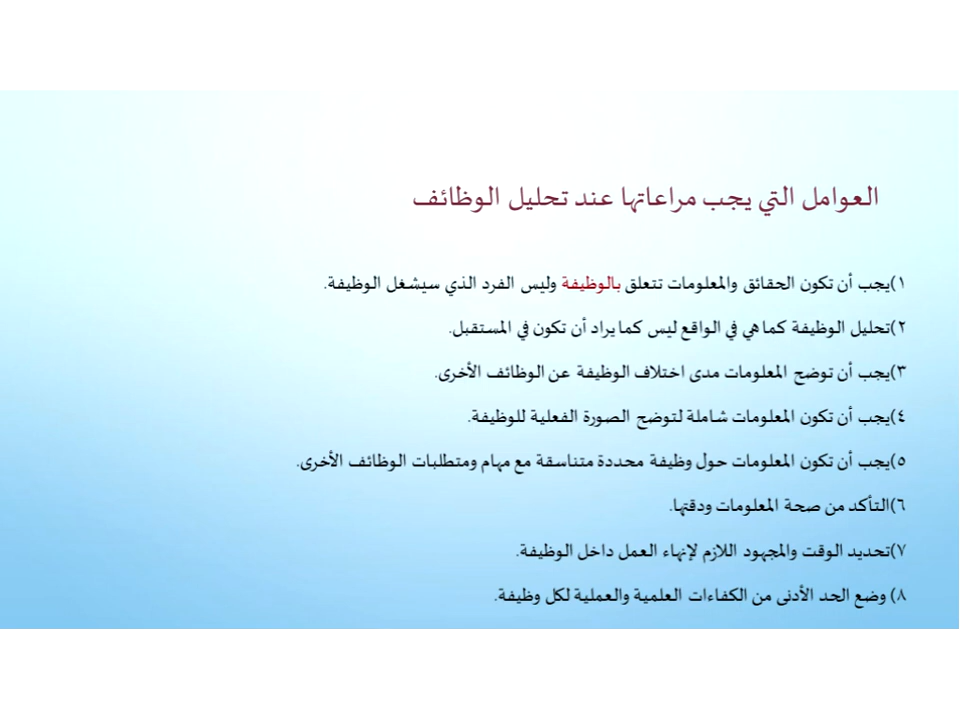 العوامل التي يجب مراعاتها عند تحليل الوظائف
١)يجب أن تكون الحقائق والمعلومات تتعلق بالوظيفة وليس الفرد الذي سيشغل الوظيفة.
٢)تحليل الوظيفة كما هي في الواقع ليس كما يراد أن تكون في المستقبل.
٣)يجب أن توضح المعلومات مدى اختلاف الوظيفة عن الوظائف الأخرى.
٤)يجب أن تكون المعلومات شاملة لتوضح الصورة الفعلية للوظيفة.
٥)يجب أن تكون المعلومات حول وظيفة محددة متناسقة مع مهام ومتطلبات الوظائف الأخرى.
٦)التأكد من صحة المعلومات ودقتها.
٧)تحديد الوقت والمجهود اللازم لإنهاء العمل داخل الوظيفة.
٨) وضع الحد الأدنى من الكفاءات العلمية والعملية لكل وظيفة.